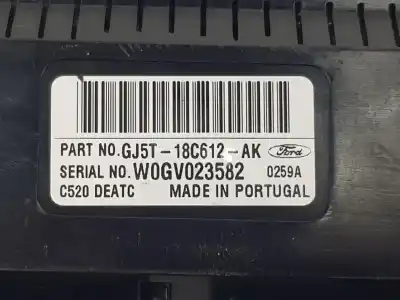 PART NO.GJ5T-18C612-AK Ford
SERIAL NO.W0GV023582 0259A
C520 DEATC MADE IN PORTUGAL